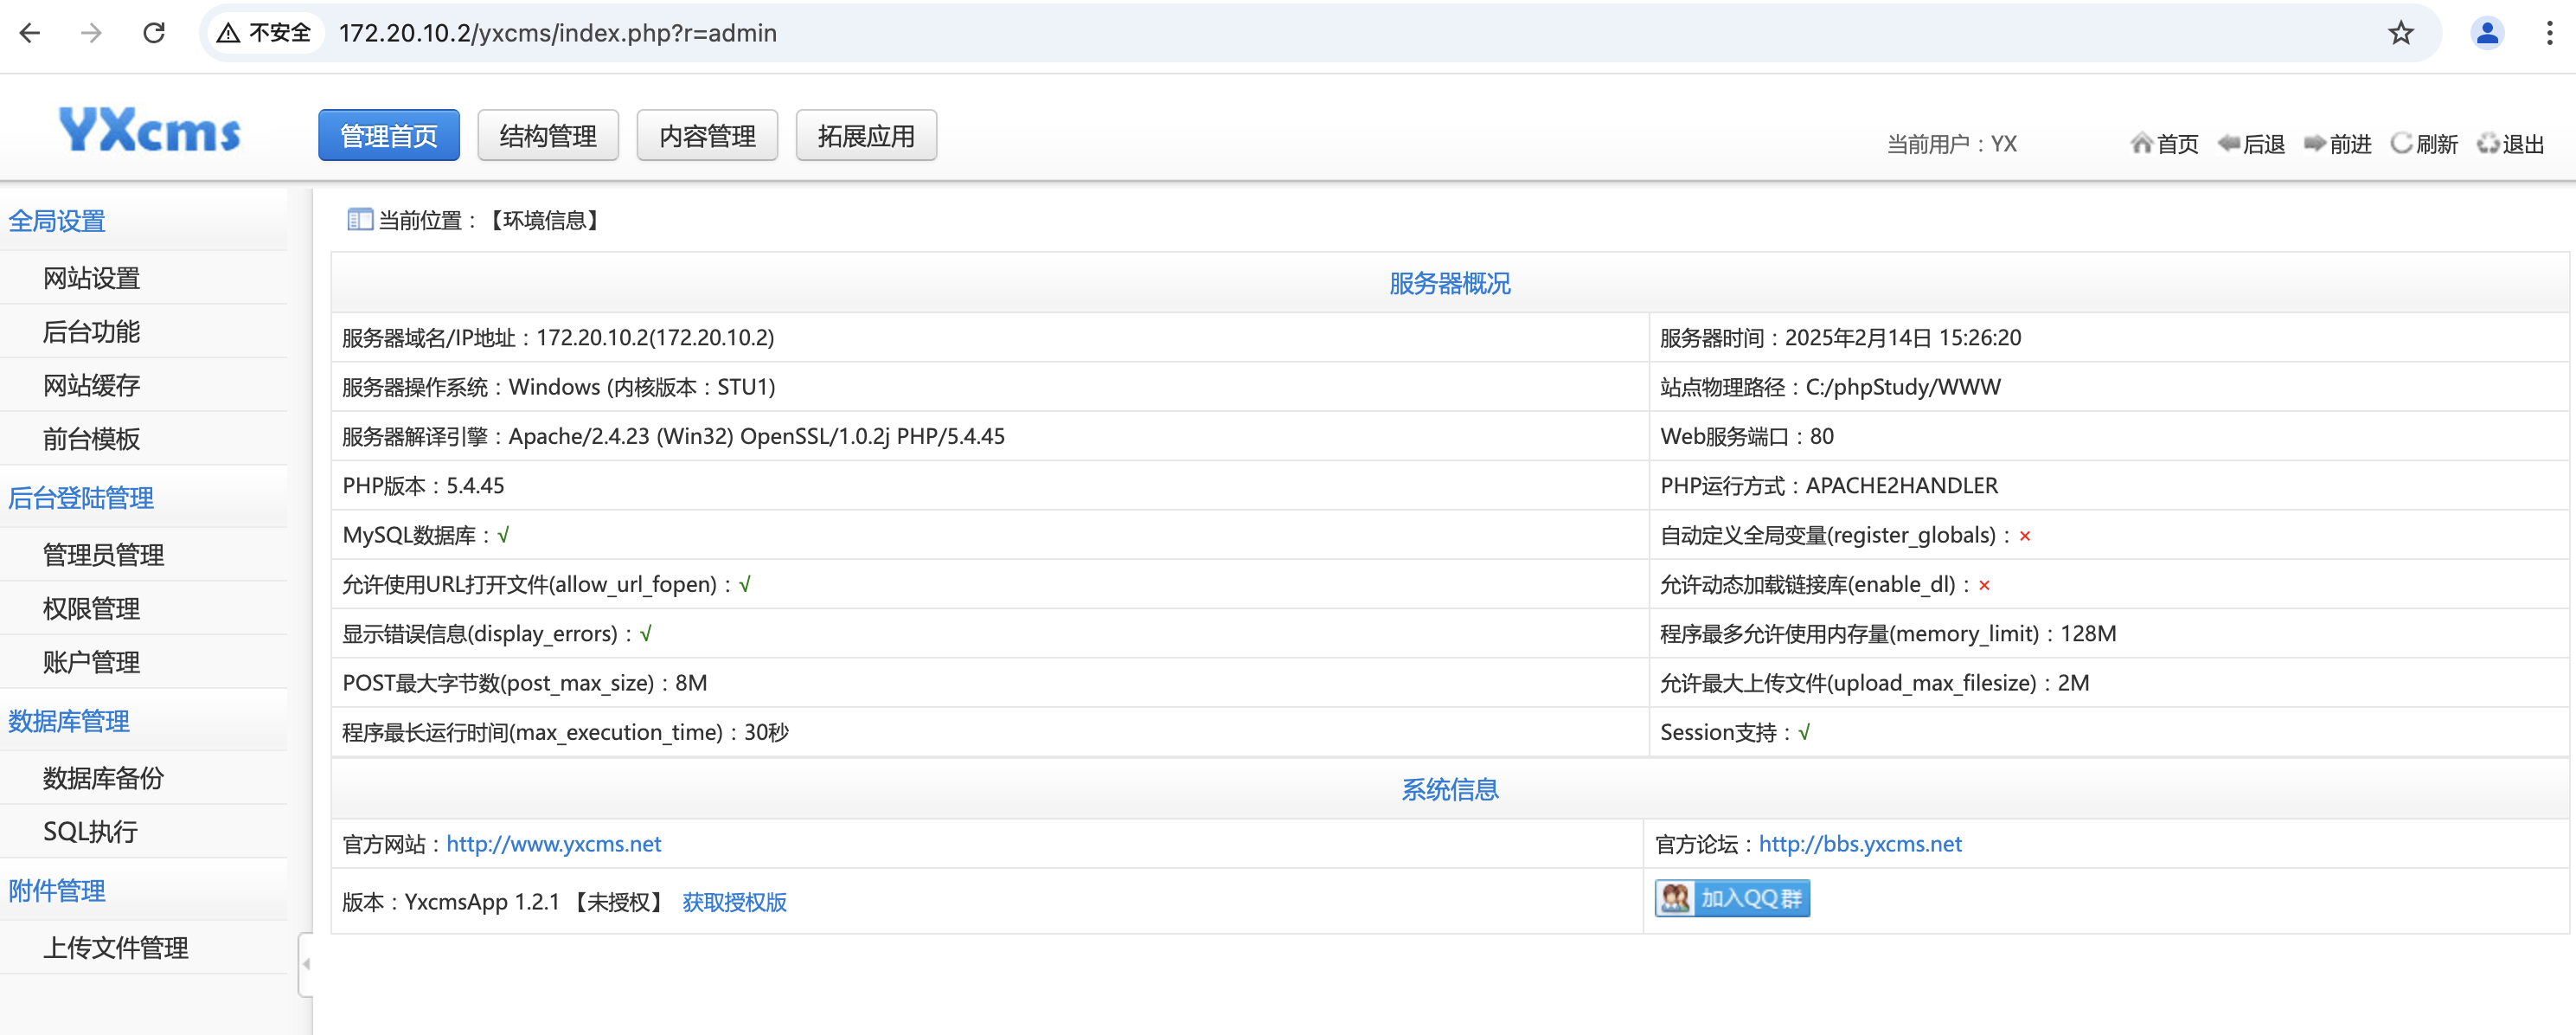 不安全 172.20.10.2/yxcms/index.php?r=admin
YXcms 管理首页 结构管理 内容管理 拓展应用 当前用户：YX 首页 后退 前进 刷新 退出
全局设置
网站设置
后台功能
网站缓存
前台模板
后台登陆管理
管理员管理
权限管理
账户管理
数据库管理
数据库备份
SQL执行
附件管理
上传文件管理
当前位置：【环境信息】
服务器概况
服务器域名/IP地址：172.20.10.2(172.20.10.2) 服务器时间：2025年2月14日 15:26:20
服务器操作系统：Windows (内核版本：STU1) 站点物理路径：C:/phpStudy/WWW
服务器解译引擎：Apache/2.4.23 (Win32) OpenSSL/1.0.2j PHP/5.4.45 Web服务端口：80
PHP版本：5.4.45 PHP运行方式：APACHE2HANDLER
MySQL数据库：√ 自动定义全局变量(register_globals)：×
允许使用URL打开文件(allow_url_fopen)：√ 允许动态加载链接库(enable_dl)：×
显示错误信息(display_errors)：√ 程序最多允许使用内存量(memory_limit)：128M
POST最大字节数(post_max_size)：8M 允许最大上传文件(upload_max_filesize)：2M
程序最长运行时间(max_execution_time)：30秒 Session支持：√
系统信息
官方网站：http://www.yxcms.net 官方论坛：http://bbs.yxcms.net
版本：YxcmsApp 1.2.1 【未授权】 获取授权版 加入QQ群